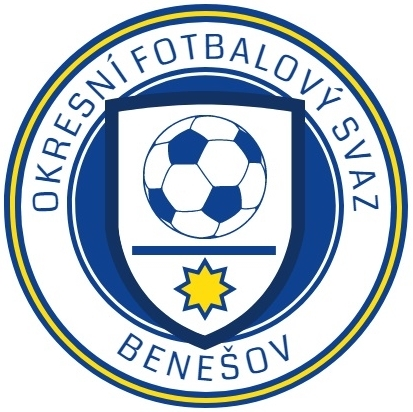 OKRESNÍ FOTBALOVÝ SVAZ
BENEŠOV